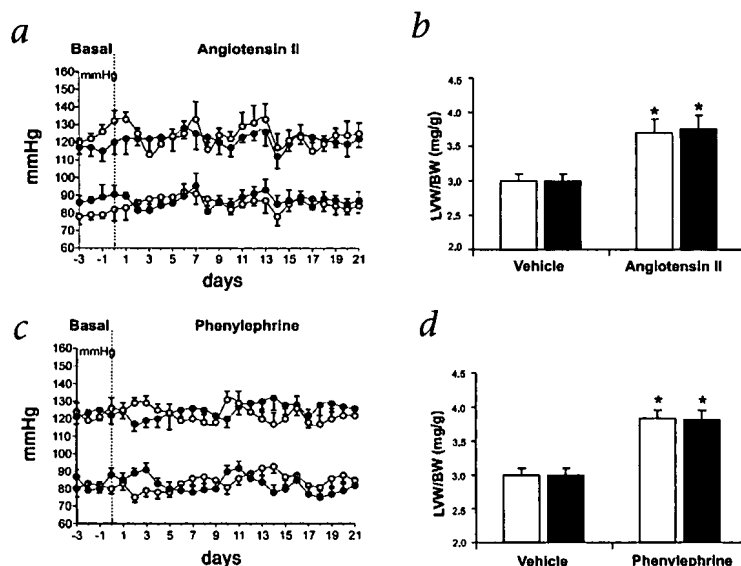 a
Basal Angiotensin II
mmHg
160
150
140
130
120
110
100
90
80
70
60
mmHg
-3 -1 1 3 5 7 9 11 13 15 17 19 21
days
b
LVW/BW (mg/g)
4.5
4.0
3.5
3.0
2.5
2.0
* *
Vehicle Angiotensin II
c
Basal Phenylephrine
mmHg
160
150
140
130
120
110
100
90
80
70
60
mmHg
-3 -1 1 3 5 7 9 11 13 15 17 19 21
days
d
LVW/BW (mg/g)
4.5
4.0
3.5
3.0
2.5
2.0
* *
Vehicle Phenylephrine